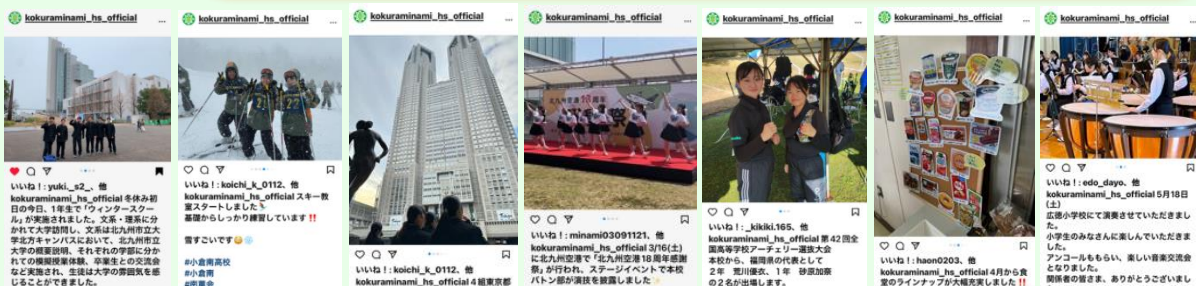 kokuraminami_hs_official
いいね！: yuki._s2_、他
kokuraminami_hs_official 冬休み初
日の今日、1年生で「ウィンタースクー
ル」が実施されました。文系・理系に分
かれて大学訪問し、文系は北九州市立大
学北方キャンパスにおいて、北九州市立
大学の概要説明、それぞれの学部に分か
れての模擬授業体験、卒業生との交流会
など実施され、生徒は大学の雰囲気を感
じることができました。
kokuraminami_hs_official
いいね！: koichi_k_0112、他
kokuraminami_hs_official スキー教
室スタートしました
基礎からしっかり練習しています‼
雪すごいです
#小倉南高校
#小倉南
kokuraminami_hs_official
いいね！: koichi_k_0112、他
kokuraminami_hs_official 4組東京都
kokuraminami_hs_official
北九州空港18周年
祭
いいね！: minami03091121、他
kokuraminami_hs_official 3/16(土)
に北九州空港で「北九州空港18周年感謝
祭」が行われ、ステージイベントで本校
バトン部が演技を披露しました✨
kokuraminami_hs_official
いいね！: _kikiki.165、他
kokuraminami_hs_official 第42回全
国高等学校アーチェリー選抜大会
本校から、福岡県の代表として
2年 荒川優衣、1年 砂原加奈
の2名が出場します。
kokuraminami_hs_official
いいね！: haon0203、他
kokuraminami_hs_official 4月から食
堂のラインナップが大幅充実しました‼
kokuraminami_hs_official
いいね！: edo_dayo、他
kokuraminami_hs_official 5月18日
(土)
広徳小学校にて演奏させていただきまし
た。
小学生のみなさんに楽しんでいただきま
した。
アンコールももらい、楽しい音楽交流会
となりました。
関係者の皆さま、ありがとうございまし